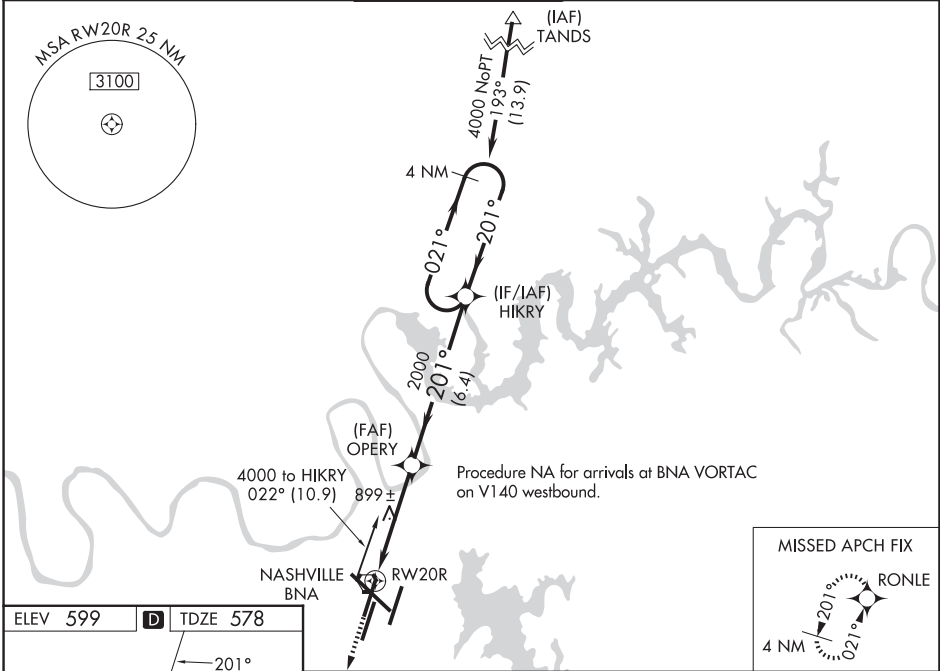 MSA RW20R 25 NM
3100
(IAF)
TANDS
4000 NoPT
193°
(13.9)
4 NM
201°
021°
(IF/IAF)
HIKRY
2000
201°
(6.4)
(FAF)
OPERY
4000 to HIKRY
022° (10.9)
899 ±
Procedure NA for arrivals at BNA VORTAC
on V140 westbound.
NASHVILLE
BNA
RW20R
MISSED APCH FIX
RONLE
201°
021°
4 NM
ELEV 599 D TDZE 578
201°